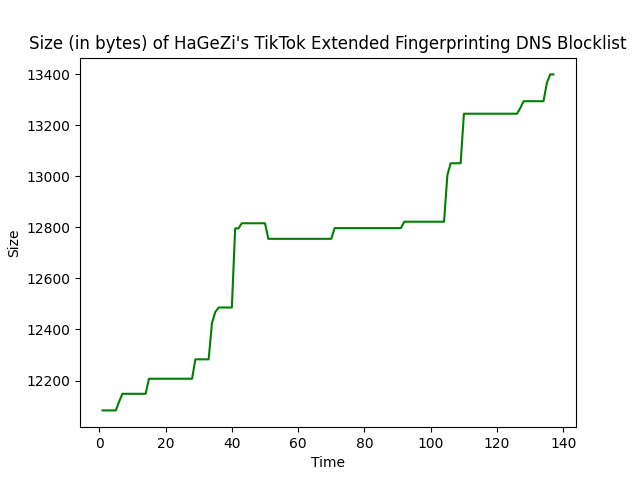 Size (in bytes) of HaGeZi's TikTok Extended Fingerprinting DNS Blocklist
13400
13200
13000
12800
12600
12400
12200
Size
0 20 40 60 80 100 120 140
Time